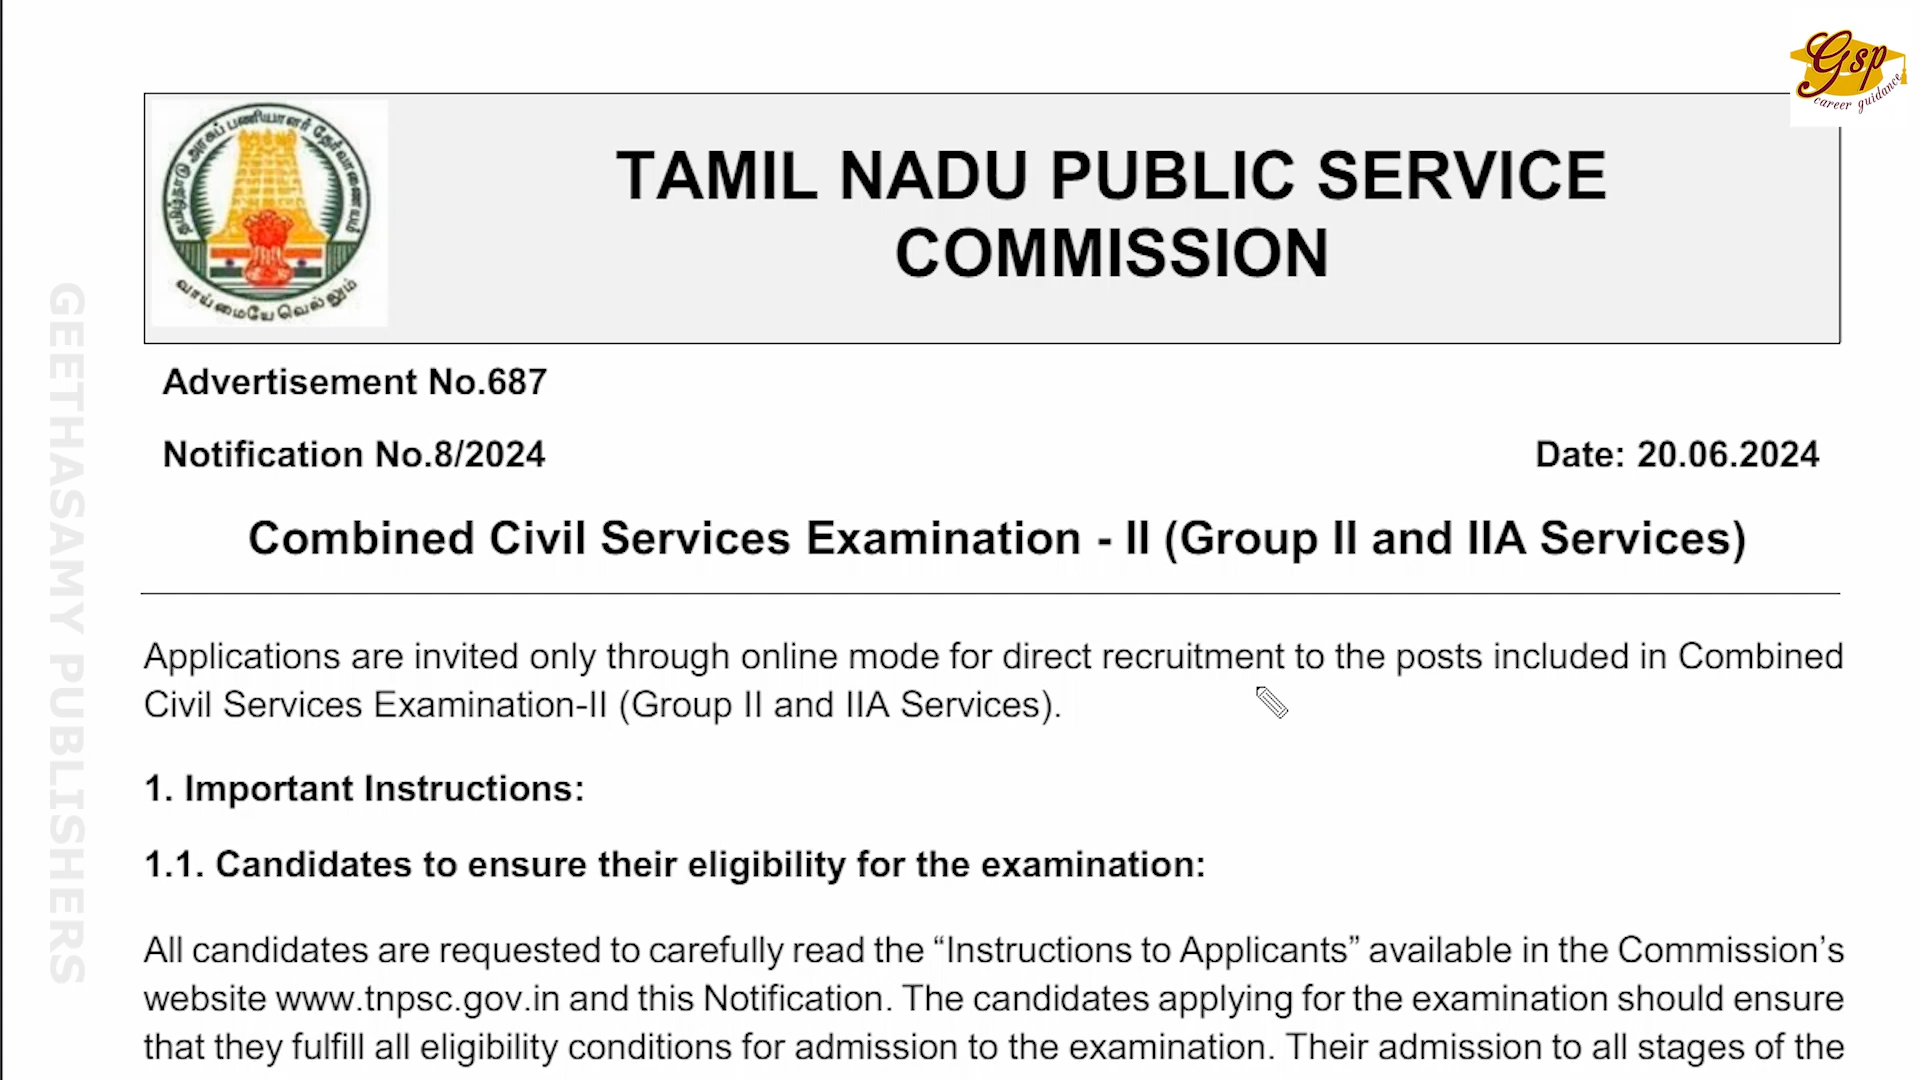 Gsp
career guidance
தமிழ்நாடு அரசுப் பணியாளர் தேர்வாணையம்
வாய்மையே வெல்லும்
TAMIL NADU PUBLIC SERVICE
COMMISSION
Advertisement No.687
Notification No.8/2024
Date: 20.06.2024
Combined Civil Services Examination - II (Group II and IIA Services)
Applications are invited only through online mode for direct recruitment to the posts included in Combined
Civil Services Examination-II (Group II and IIA Services).
1. Important Instructions:
1.1. Candidates to ensure their eligibility for the examination:
All candidates are requested to carefully read the “Instructions to Applicants” available in the Commission’s
website www.tnpsc.gov.in and this Notification. The candidates applying for the examination should ensure
that they fulfill all eligibility conditions for admission to the examination. Their admission to all stages of the
GEETHASAMY PUBLISHERS